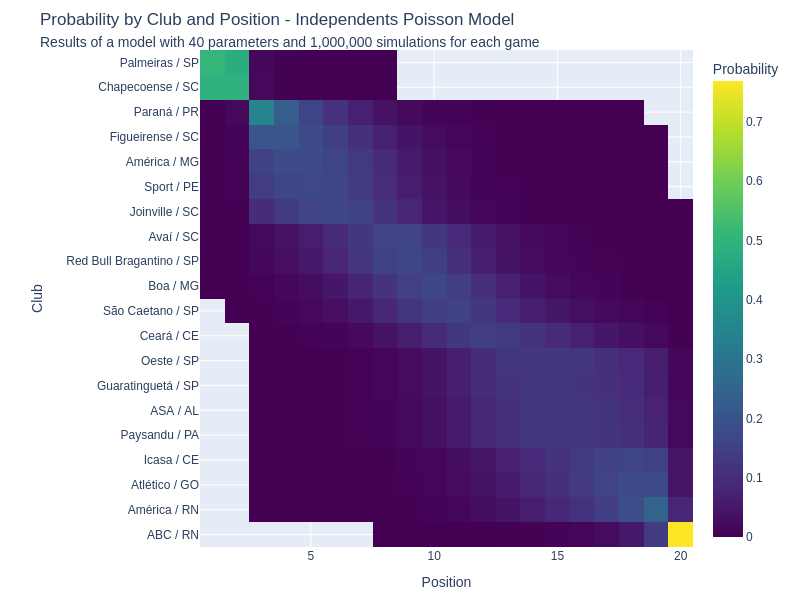 Probability by Club and Position - Independents Poisson Model
Results of a model with 40 parameters and 1,000,000 simulations for each game
Probability
Palmeiras / SP
Chapecoense / SC
Paraná / PR
Figueirense / SC
América / MG
Sport / PE
Joinville / SC
Avaí / SC
Red Bull Bragantino / SP
Boa / MG
São Caetano / SP
Ceará / CE
Oeste / SP
Guaratinguetá / SP
ASA / AL
Paysandu / PA
Icasa / CE
Atlético / GO
América / RN
ABC / RN
Club
5
10
15
20
Position
0.7
0.6
0.5
0.4
0.3
0.2
0.1
0